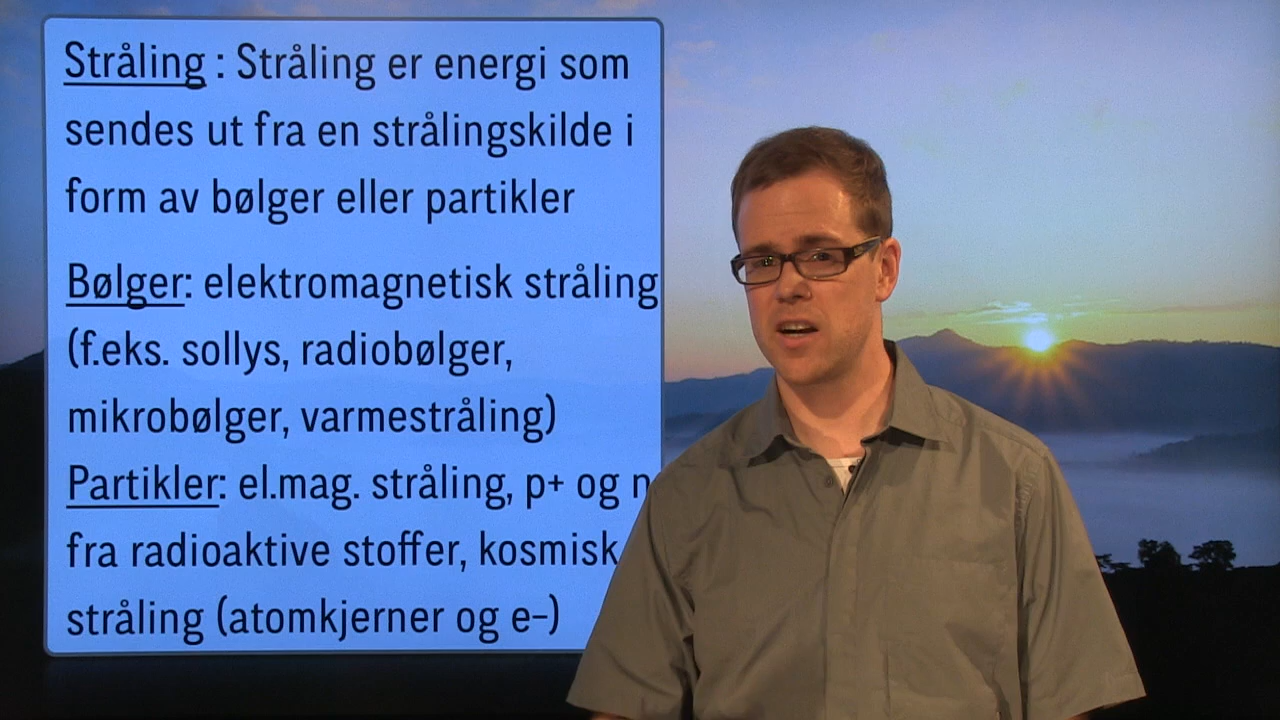 Stråling : Stråling er energi som
sendes ut fra en strålingskilde i
form av bølger eller partikler
Bølger: elektromagnetisk stråling
(f.eks. sollys, radiobølger,
mikrobølger, varmestråling)
Partikler: el.mag. stråling, p+ og n
fra radioaktive stoffer, kosmisk
stråling (atomkjerner og e-)